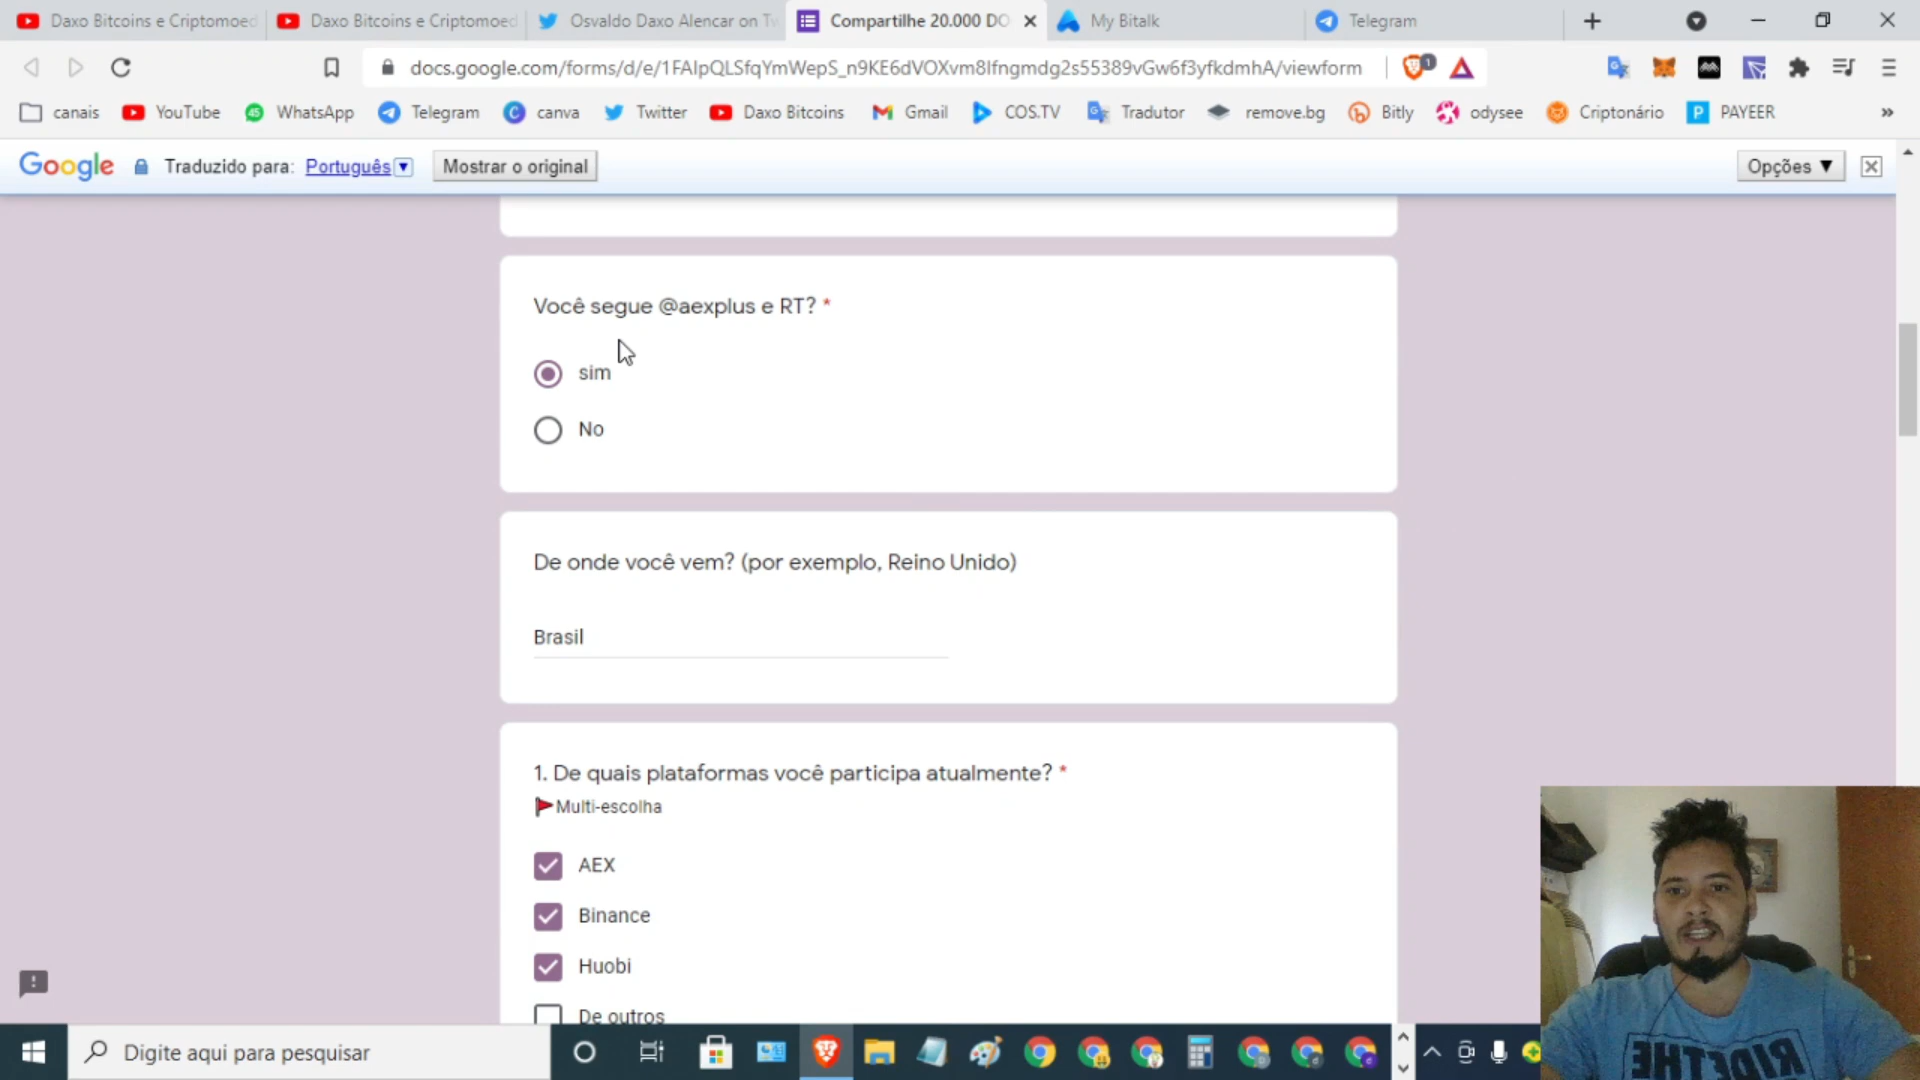 Daxo Bitcoins e Criptomoed
Daxo Bitcoins e Criptomoed
Osvaldo Daxo Alencar on Tw
Compartilhe 20.000 DO
My Bitalk
Telegram
docs.google.com/forms/d/e/1FAIpQLSfqYmWepS_n9KE6dVOXvm8Ifngmdg2s55389vGw6f3yfkdmhA/viewform
1
canais
YouTube
WhatsApp
Telegram
canva
Twitter
Daxo Bitcoins
Gmail
COS.TV
Tradutor
remove.bg
Bitly
odysee
Criptonário
PAYEER
»
Google
Traduzido para:
Português
Mostrar o original
Opções ▼
Você segue @aexplus e RT? *
sim
No
De onde você vem? (por exemplo, Reino Unido)
Brasil
1. De quais plataformas você participa atualmente? *
Multi-escolha
AEX
Binance
Huobi
De outros
Digite aqui para pesquisar
RIDETHE